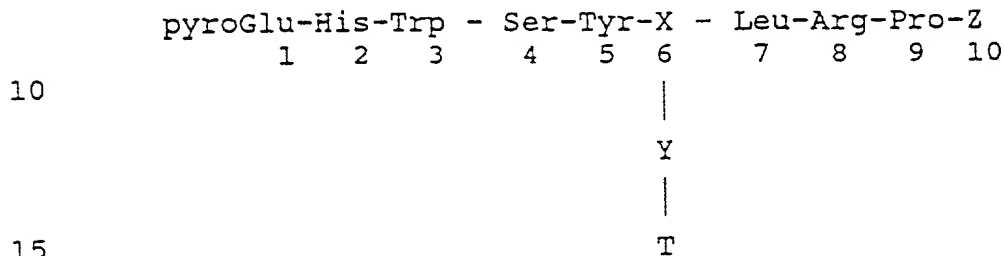 pyroGlu-His-Trp - Ser-Tyr-X - Leu-Arg-Pro-Z
1 2 3 4 5 6 7 8 9 10
10
Y
15 T